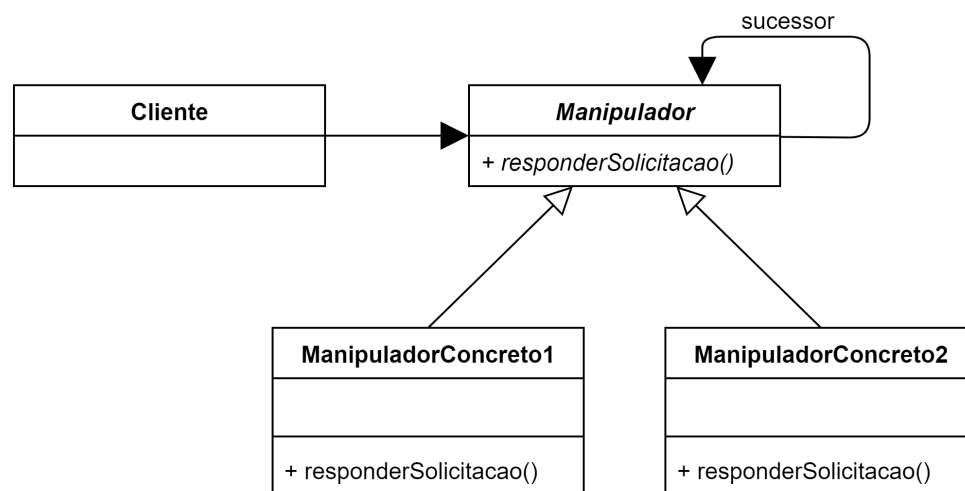 sucessor
Cliente
Manipulador
+ responderSolicitacao()
ManipuladorConcreto1
+ responderSolicitacao()
ManipuladorConcreto2
+ responderSolicitacao()